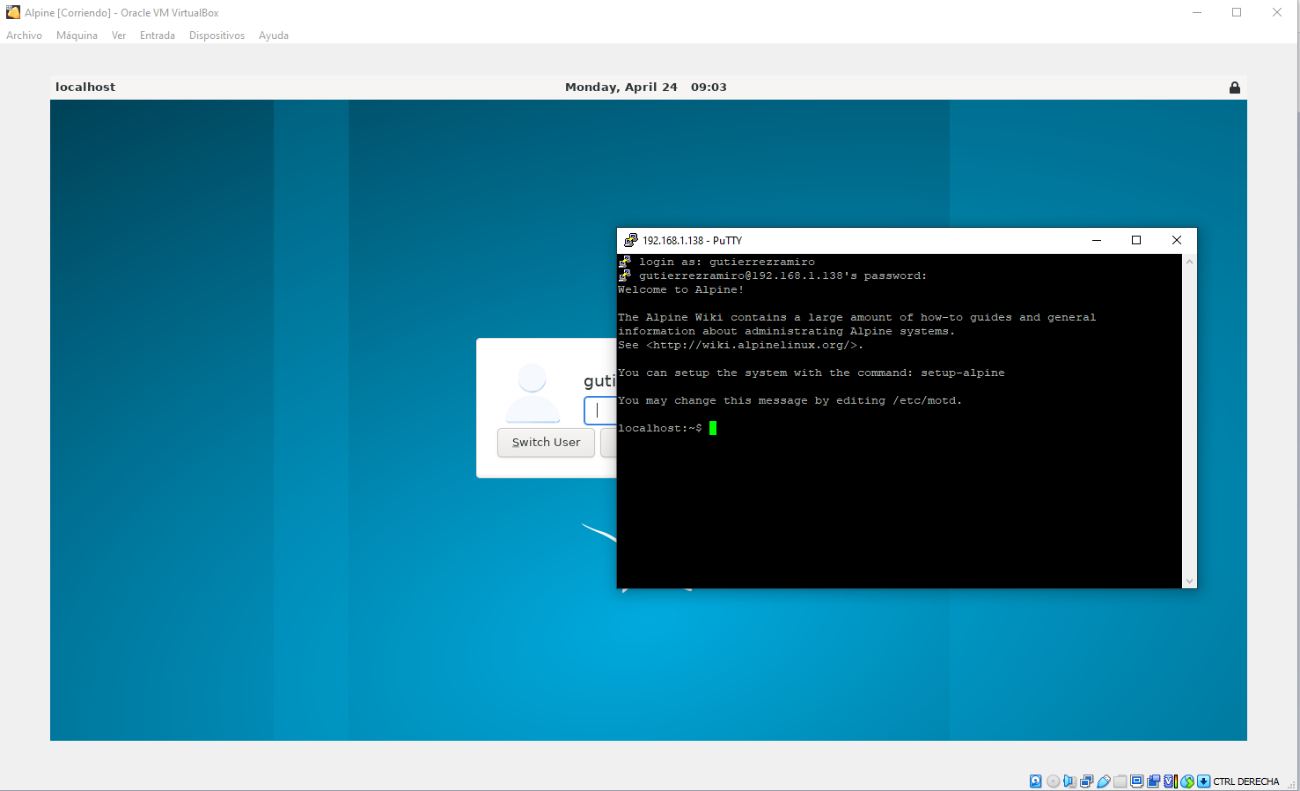 Alpine [Corriendo] - Oracle VM VirtualBox
Archivo Máquina Ver Entrada Dispositivos Ayuda
localhost Monday, April 24 09:03
192.168.1.138 - PuTTY
login as: gutierrezramiro
gutierrezramiro@192.168.1.138's password:
Welcome to Alpine!
The Alpine Wiki contains a large amount of how-to guides and general
information about administrating Alpine systems.
See <http://wiki.alpinelinux.org/>.
You can setup the system with the command: setup-alpine
You may change this message by editing /etc/motd.
localhost:~$
guti
Switch User
CTRL DERECHA